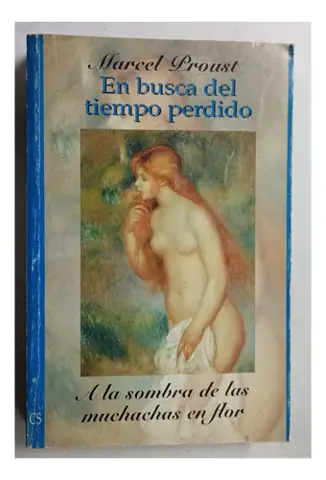 Marcel Proust
En busca del
tiempo perdido
A la sombra de las
muchachas en flor
CS